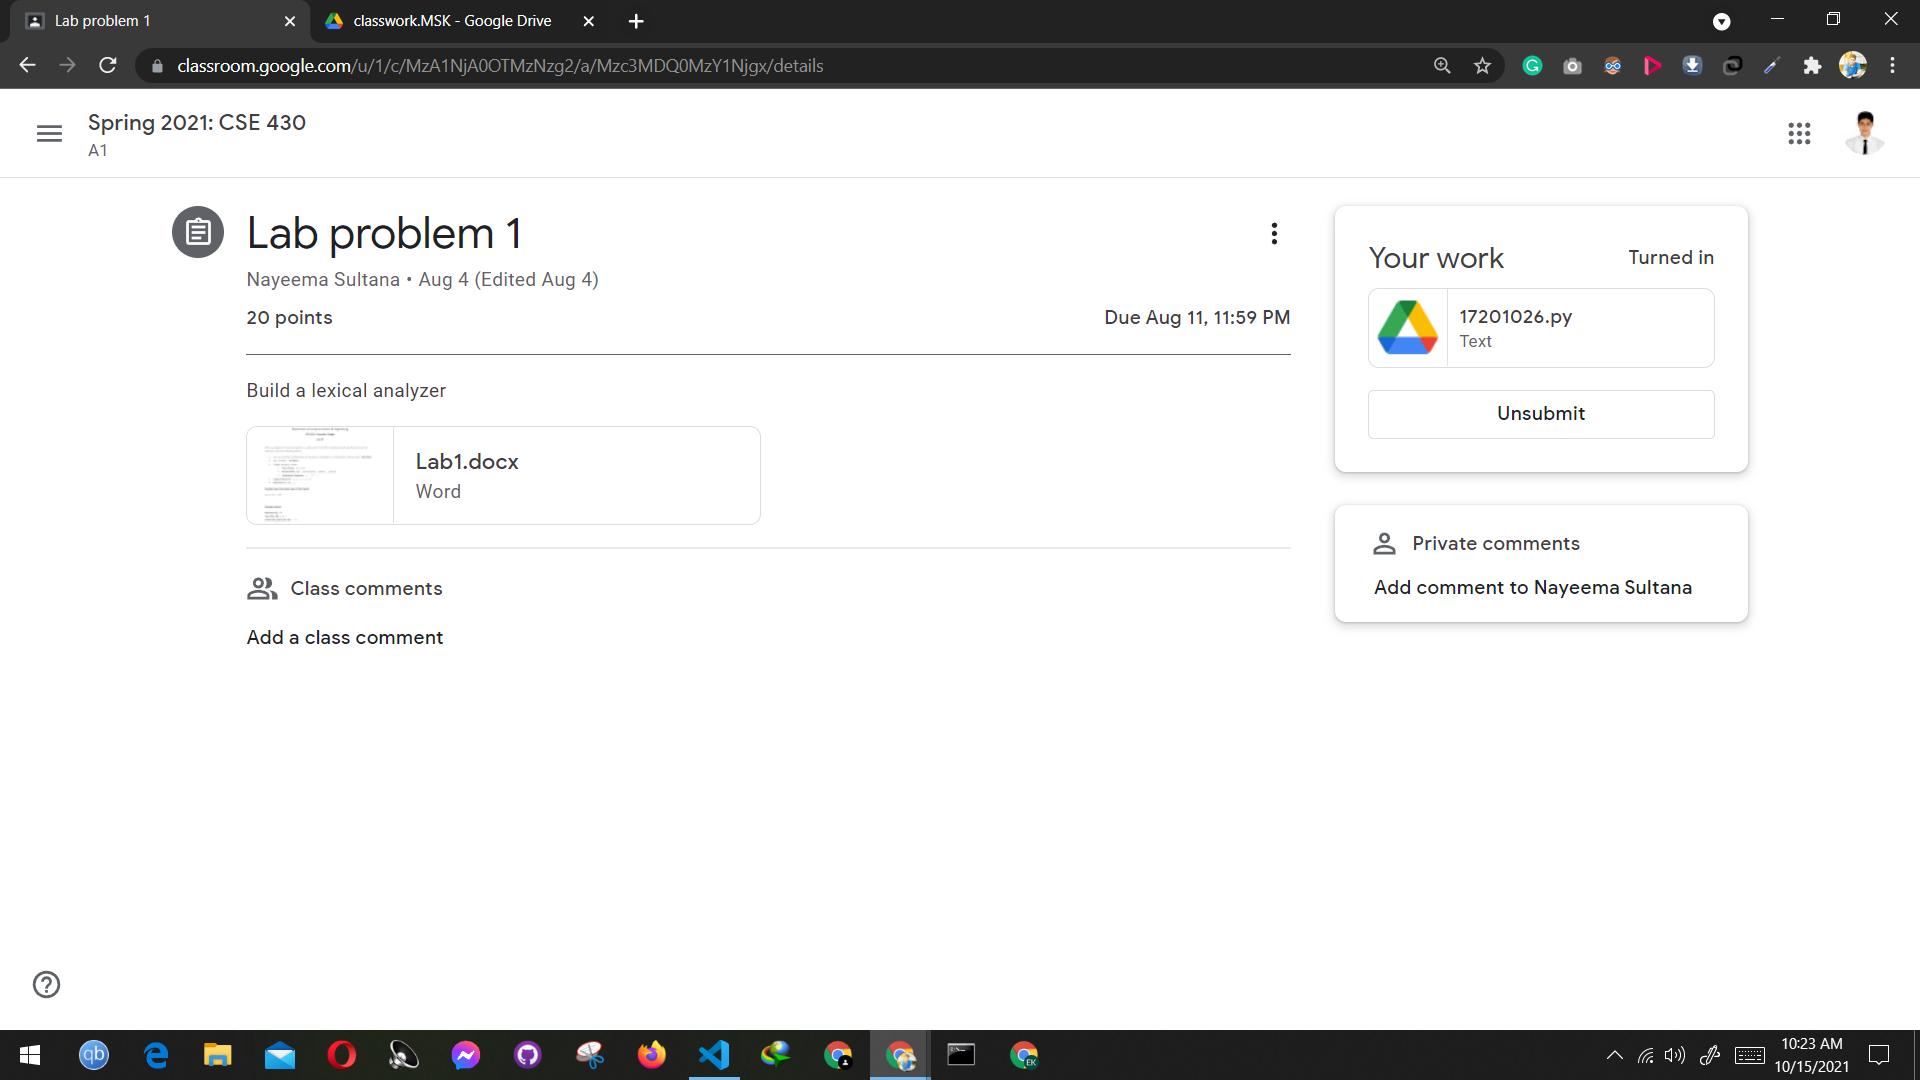 Lab problem 1
classwork.MSK - Google Drive
classroom.google.com/u/1/c/MzA1NjA0OTMzNzg2/a/Mzc3MDQ0MzY1Njgx/details
Spring 2021: CSE 430
A1
Lab problem 1
Nayeema Sultana • Aug 4 (Edited Aug 4)
20 points
Due Aug 11, 11:59 PM
Build a lexical analyzer
Lab1.docx
Word
Class comments
Add a class comment
Your work
Turned in
17201026.py
Text
Unsubmit
Private comments
Add comment to Nayeema Sultana
qb
EK
10:23 AM
10/15/2021